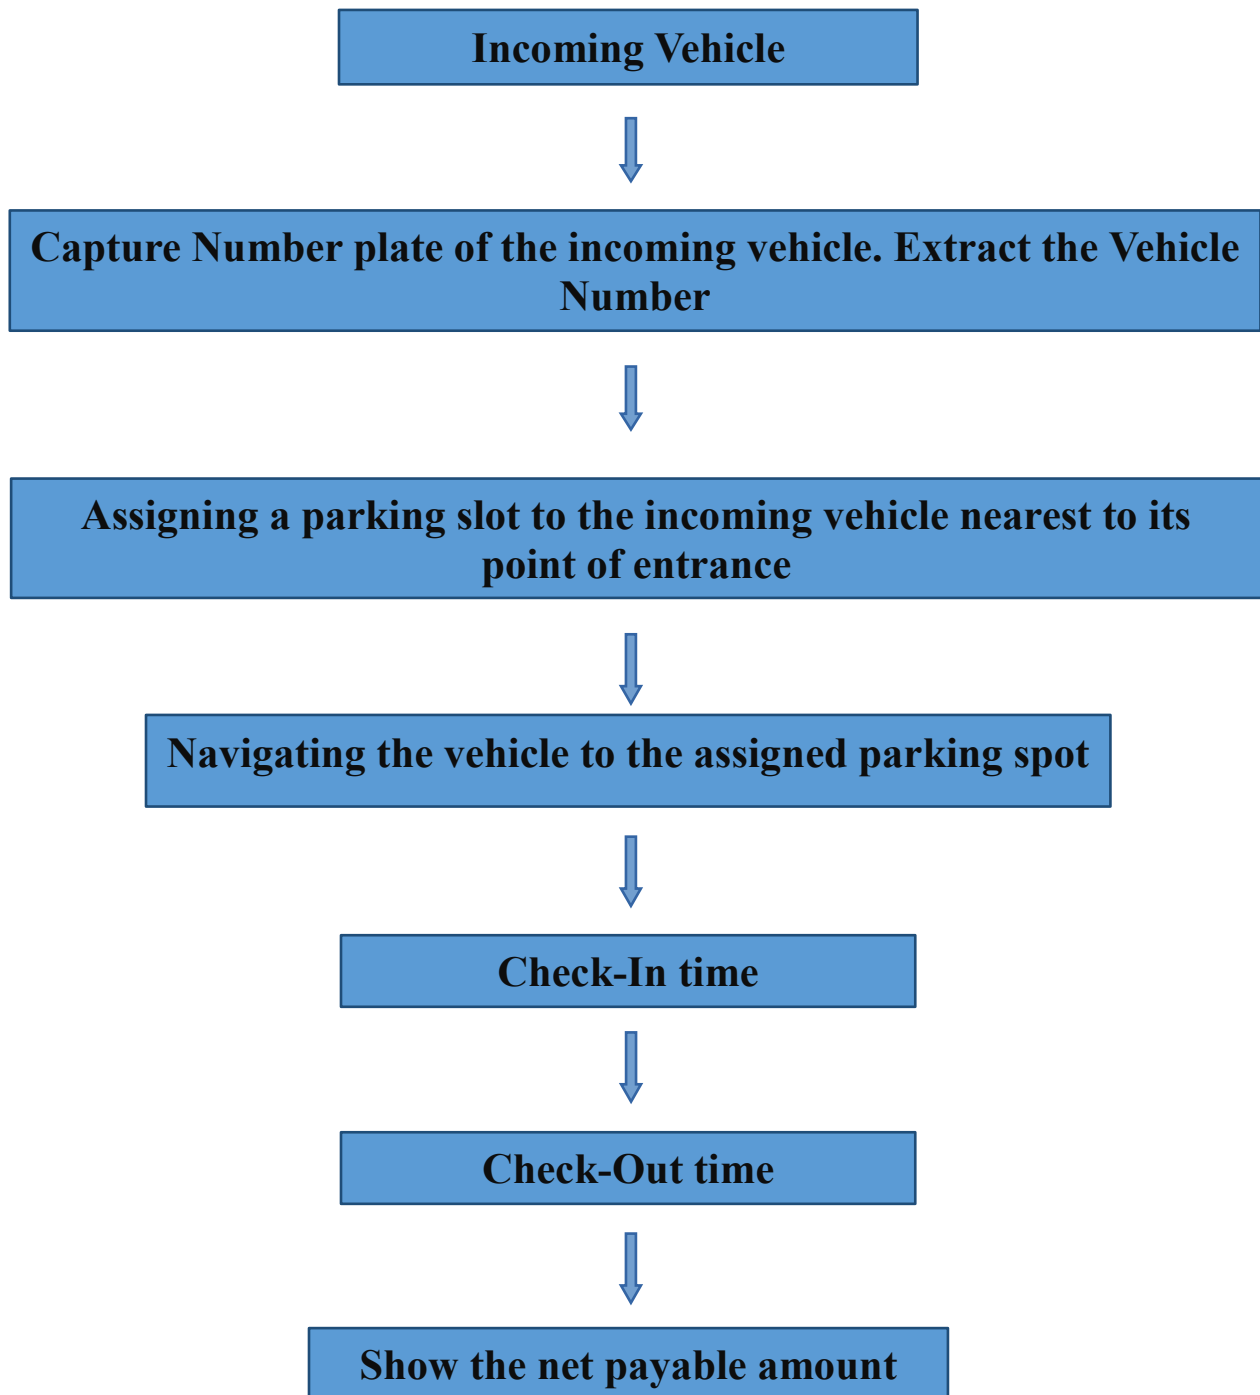 Incoming Vehicle
Capture Number plate of the incoming vehicle. Extract the Vehicle
Number
Assigning a parking slot to the incoming vehicle nearest to its
point of entrance
Navigating the vehicle to the assigned parking spot
Check-In time
Check-Out time
Show the net payable amount